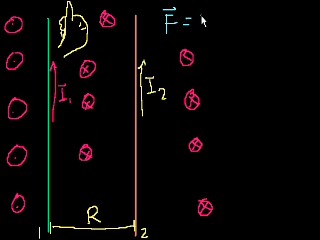 F⃗ =
I₁
I₂
R
1
2